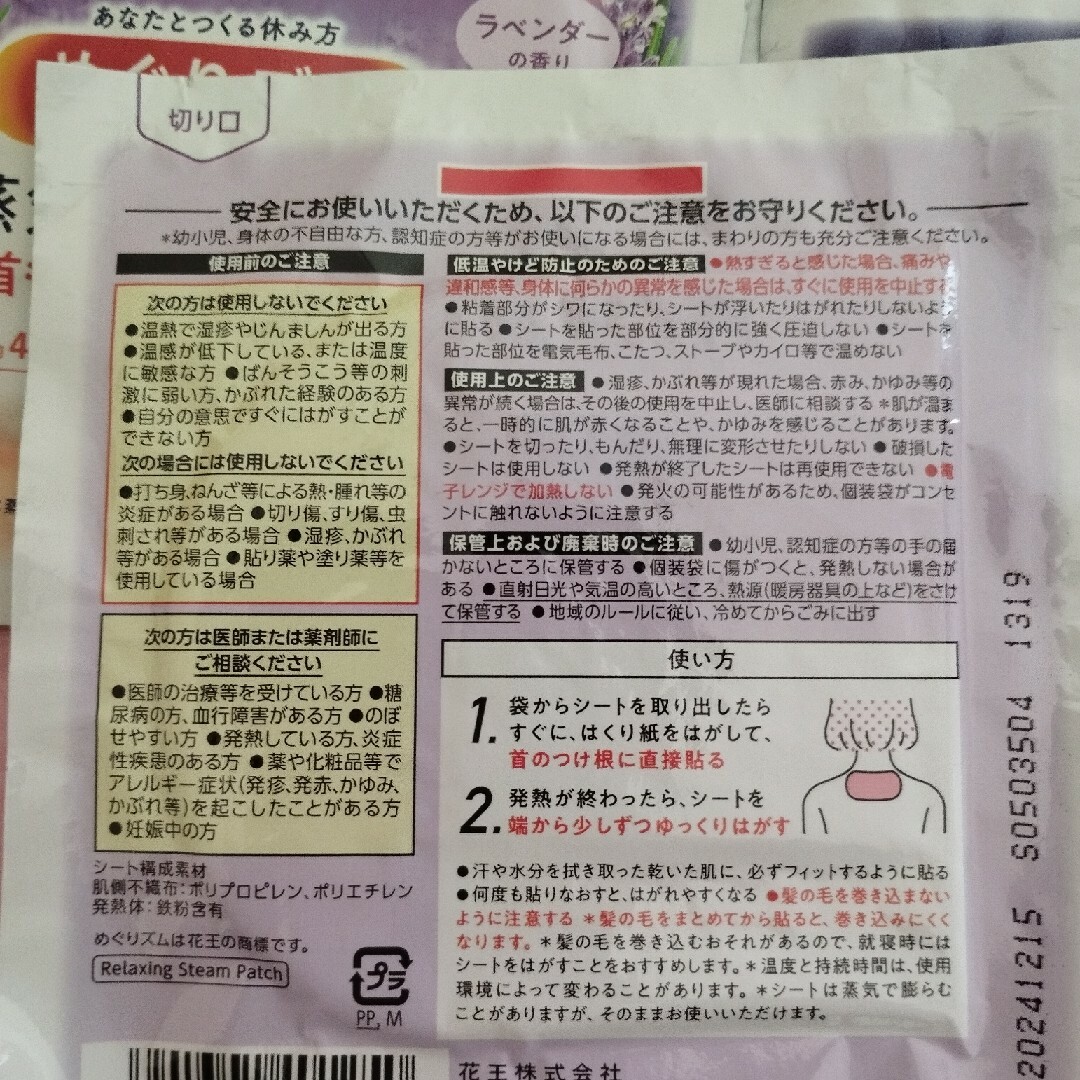 あなたとつくる休み方
ラベンダー
の香り
切り口
安全にお使いいただくため、以下のご注意をお守りください。
*幼小児、身体の不自由な方、認知症の方等がお使いになる場合には、まわりの方も充分ご注意ください。
使用前のご注意
次の方は使用しないでください
●温熱で湿疹やじんましんが出る方
●温感が低下している、または温度
に敏感な方 ●ばんそうこう等の刺
激に弱い方、かぶれた経験のある方
●自分の意思ですぐにはがすことが
できない方
次の場合には使用しないでください
●打ち身、ねんざ等による熱・腫れ等の
炎症がある場合 ●切り傷、すり傷、虫
刺され等がある場合 ●湿疹、かぶれ
等がある場合 ●貼り薬や塗り薬等を
使用している場合
次の方は医師または薬剤師に
ご相談ください
●医師の治療等を受けている方 ●糖
尿病の方、血行障害がある方 ●のぼ
せやすい方 ●発熱している方、炎症
性疾患のある方 ●薬や化粧品等で
アレルギー症状(発疹、発赤、かゆみ、
かぶれ等)を起こしたことがある方
●妊娠中の方
シート構成素材
肌側不織布:ポリプロピレン、ポリエチレン
発熱体:鉄粉含有
めぐりズムは花王の商標です。
Relaxing Steam Patch
プラ
PP, M
低温やけど防止のためのご注意 ●熱すぎると感じた場合、痛みや
違和感等、身体に何らかの異常を感じた場合は、すぐに使用を中止する
●粘着部分がシワになったり、シートが浮いたりはがれたりしないよう
に貼る ●シートを貼った部位を部分的に強く圧迫しない ●シートを
貼った部位を電気毛布、こたつ、ストーブやカイロ等で温めない
使用上のご注意 ●湿疹、かぶれ等が現れた場合、赤み、かゆみ等の
異常が続く場合は、その後の使用を中止し、医師に相談する *肌が温ま
ると、一時的に肌が赤くなることや、かゆみを感じることがあります。
●シートを切ったり、もんだり、無理に変形させたりしない ●破損した
シートは使用しない ●発熱が終了したシートは再使用できない ●電
子レンジで加熱しない ●発火の可能性があるため、個装袋がコンセ
ントに触れないように注意する
保管上および廃棄時のご注意 ●幼小児、認知症の方等の手の届
かないところに保管する ●個装袋に傷がつくと、発熱しない場合が
ある ●直射日光や気温の高いところ、熱源(暖房器具の上など)をさけ
て保管する ●地域のルールに従い、冷めてからごみに出す
使い方
1. 袋からシートを取り出したら
すぐに、はくり紙をはがして、
首のつけ根に直接貼る
2. 発熱が終わったら、シートを
端から少しずつゆっくりはがす
●汗や水分を拭き取った乾いた肌に、必ずフィットするように貼る
●何度も貼りなおすと、はがれやすくなる ●髪の毛を巻き込まない
ように注意する *髪の毛をまとめてから貼ると、巻き込みにくく
なります。*髪の毛を巻き込むおそれがあるので、就寝時には
シートをはがすことをおすすめします。*温度と持続時間は、使用
環境によって変わることがあります。*シートは蒸気で膨らむ
ことがありますが、そのままお使いいただけます。
花王株式会社
20241215 S0503504 1319